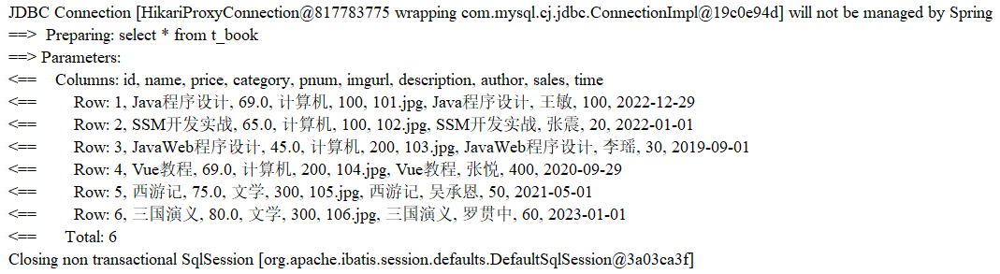 JDBC Connection [HikariProxyConnection@817783775 wrapping com.mysql.cj.jdbc.ConnectionImpl@19c0e94d] will not be managed by Spring
==>  Preparing: select * from t_book
==> Parameters:
<==    Columns: id, name, price, category, pnum, imgurl, description, author, sales, time
<==        Row: 1, Java程序设计, 69.0, 计算机, 100, 101.jpg, Java程序设计, 王敏, 100, 2022-12-29
<==        Row: 2, SSM开发实战, 65.0, 计算机, 100, 102.jpg, SSM开发实战, 张震, 20, 2022-01-01
<==        Row: 3, JavaWeb程序设计, 45.0, 计算机, 200, 103.jpg, JavaWeb程序设计, 李瑶, 30, 2019-09-01
<==        Row: 4, Vue教程, 69.0, 计算机, 200, 104.jpg, Vue教程, 张悦, 400, 2020-09-29
<==        Row: 5, 西游记, 75.0, 文学, 300, 105.jpg, 西游记, 吴承恩, 50, 2021-05-01
<==        Row: 6, 三国演义, 80.0, 文学, 300, 106.jpg, 三国演义, 罗贯中, 60, 2023-01-01
<==      Total: 6
Closing non transactional SqlSession [org.apache.ibatis.session.defaults.DefaultSqlSession@3a03ca3f]